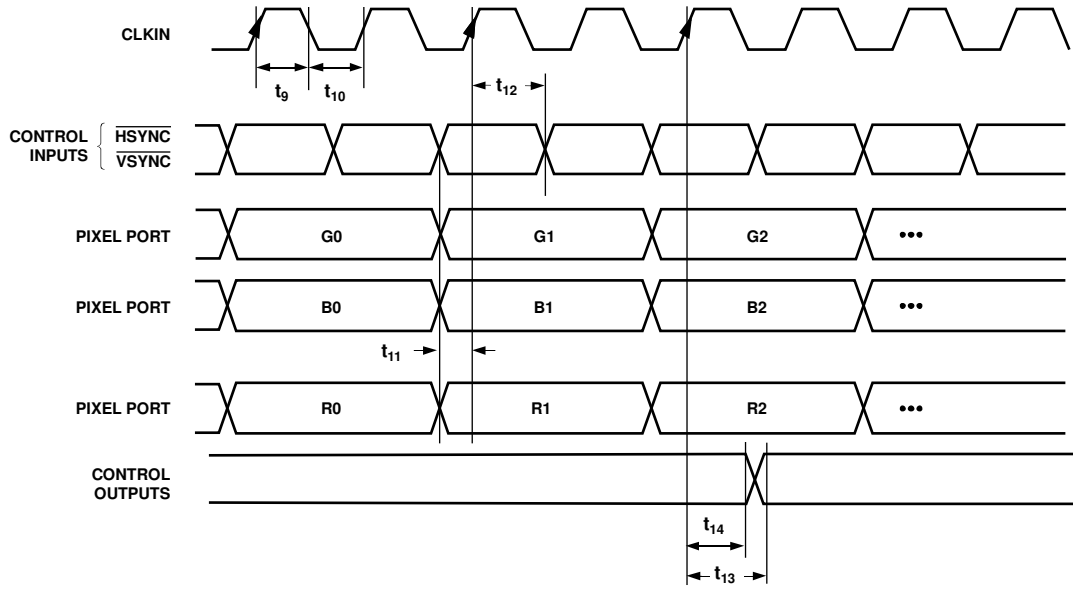 CLKIN
t9 t10 t12
CONTROL INPUTS { HSYNC
VSYNC
PIXEL PORT G0 G1 G2 •••
PIXEL PORT B0 B1 B2 •••
t11
PIXEL PORT R0 R1 R2 •••
CONTROL
OUTPUTS
t14
t13